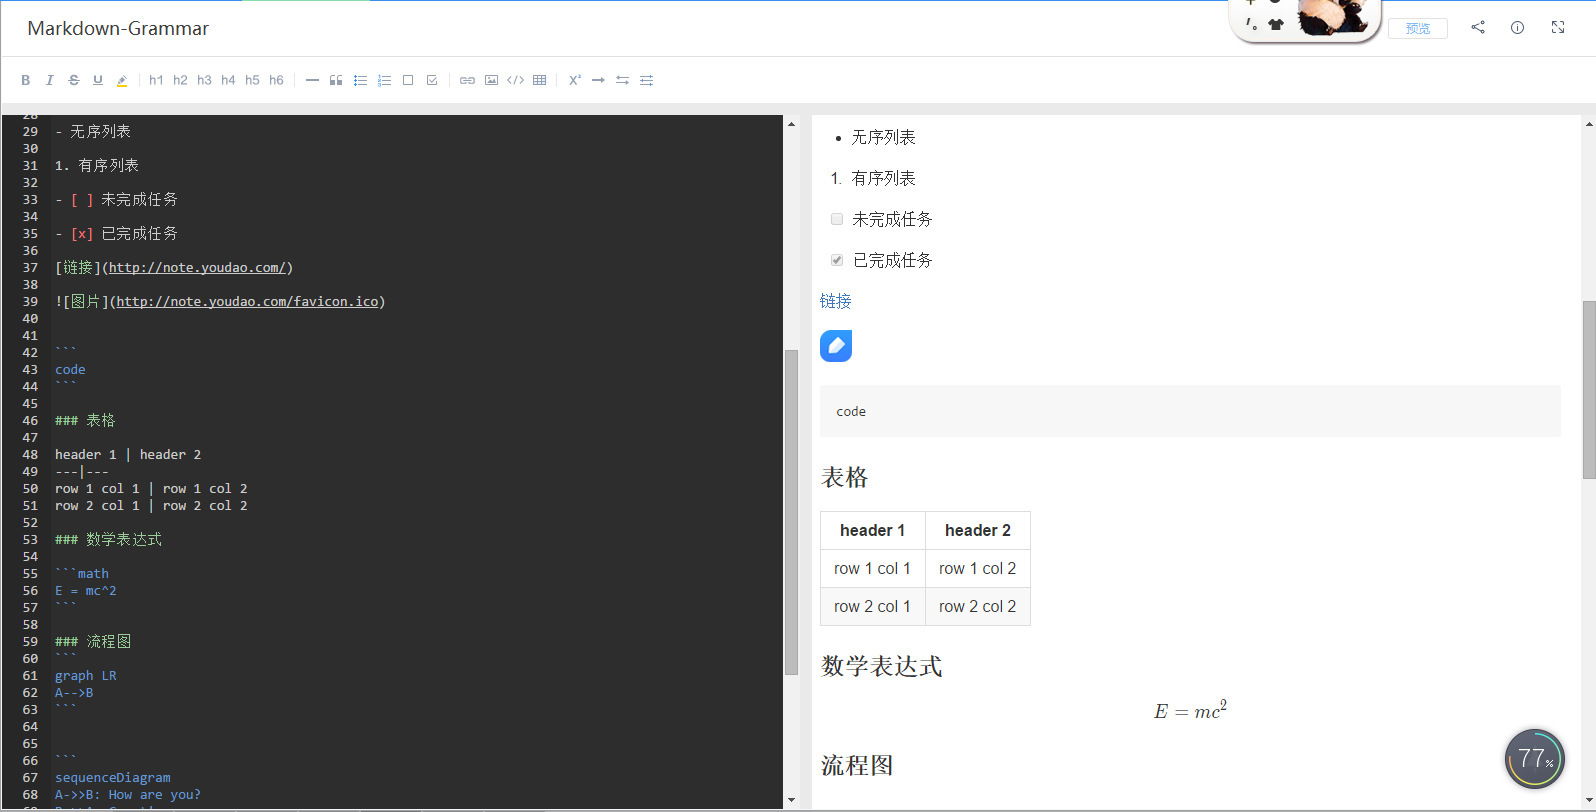 Markdown-Grammar
预览
B I S U h1 h2 h3 h4 h5 h6 </> X²
28
29 - 无序列表
30
31 1. 有序列表
32
33 - [ ] 未完成任务
34
35 - [x] 已完成任务
36
37 [链接](http://note.youdao.com/)
38
39 ![图片](http://note.youdao.com/favicon.ico)
40
41
42 ```
43 code
44 ```
45
46 ### 表格
47
48 header 1 | header 2
49 ---|---
50 row 1 col 1 | row 1 col 2
51 row 2 col 1 | row 2 col 2
52
53 ### 数学表达式
54
55 ```math
56 E = mc^2
57 ```
58
59 ### 流程图
60 ```
61 graph LR
62 A-->B
63 ```
64
65
66 ```
67 sequenceDiagram
68 A->>B: How are you?
• 无序列表
1. 有序列表
未完成任务
已完成任务
链接
code
表格
header 1 header 2
row 1 col 1 row 1 col 2
row 2 col 1 row 2 col 2
数学表达式
E = mc²
流程图
77%